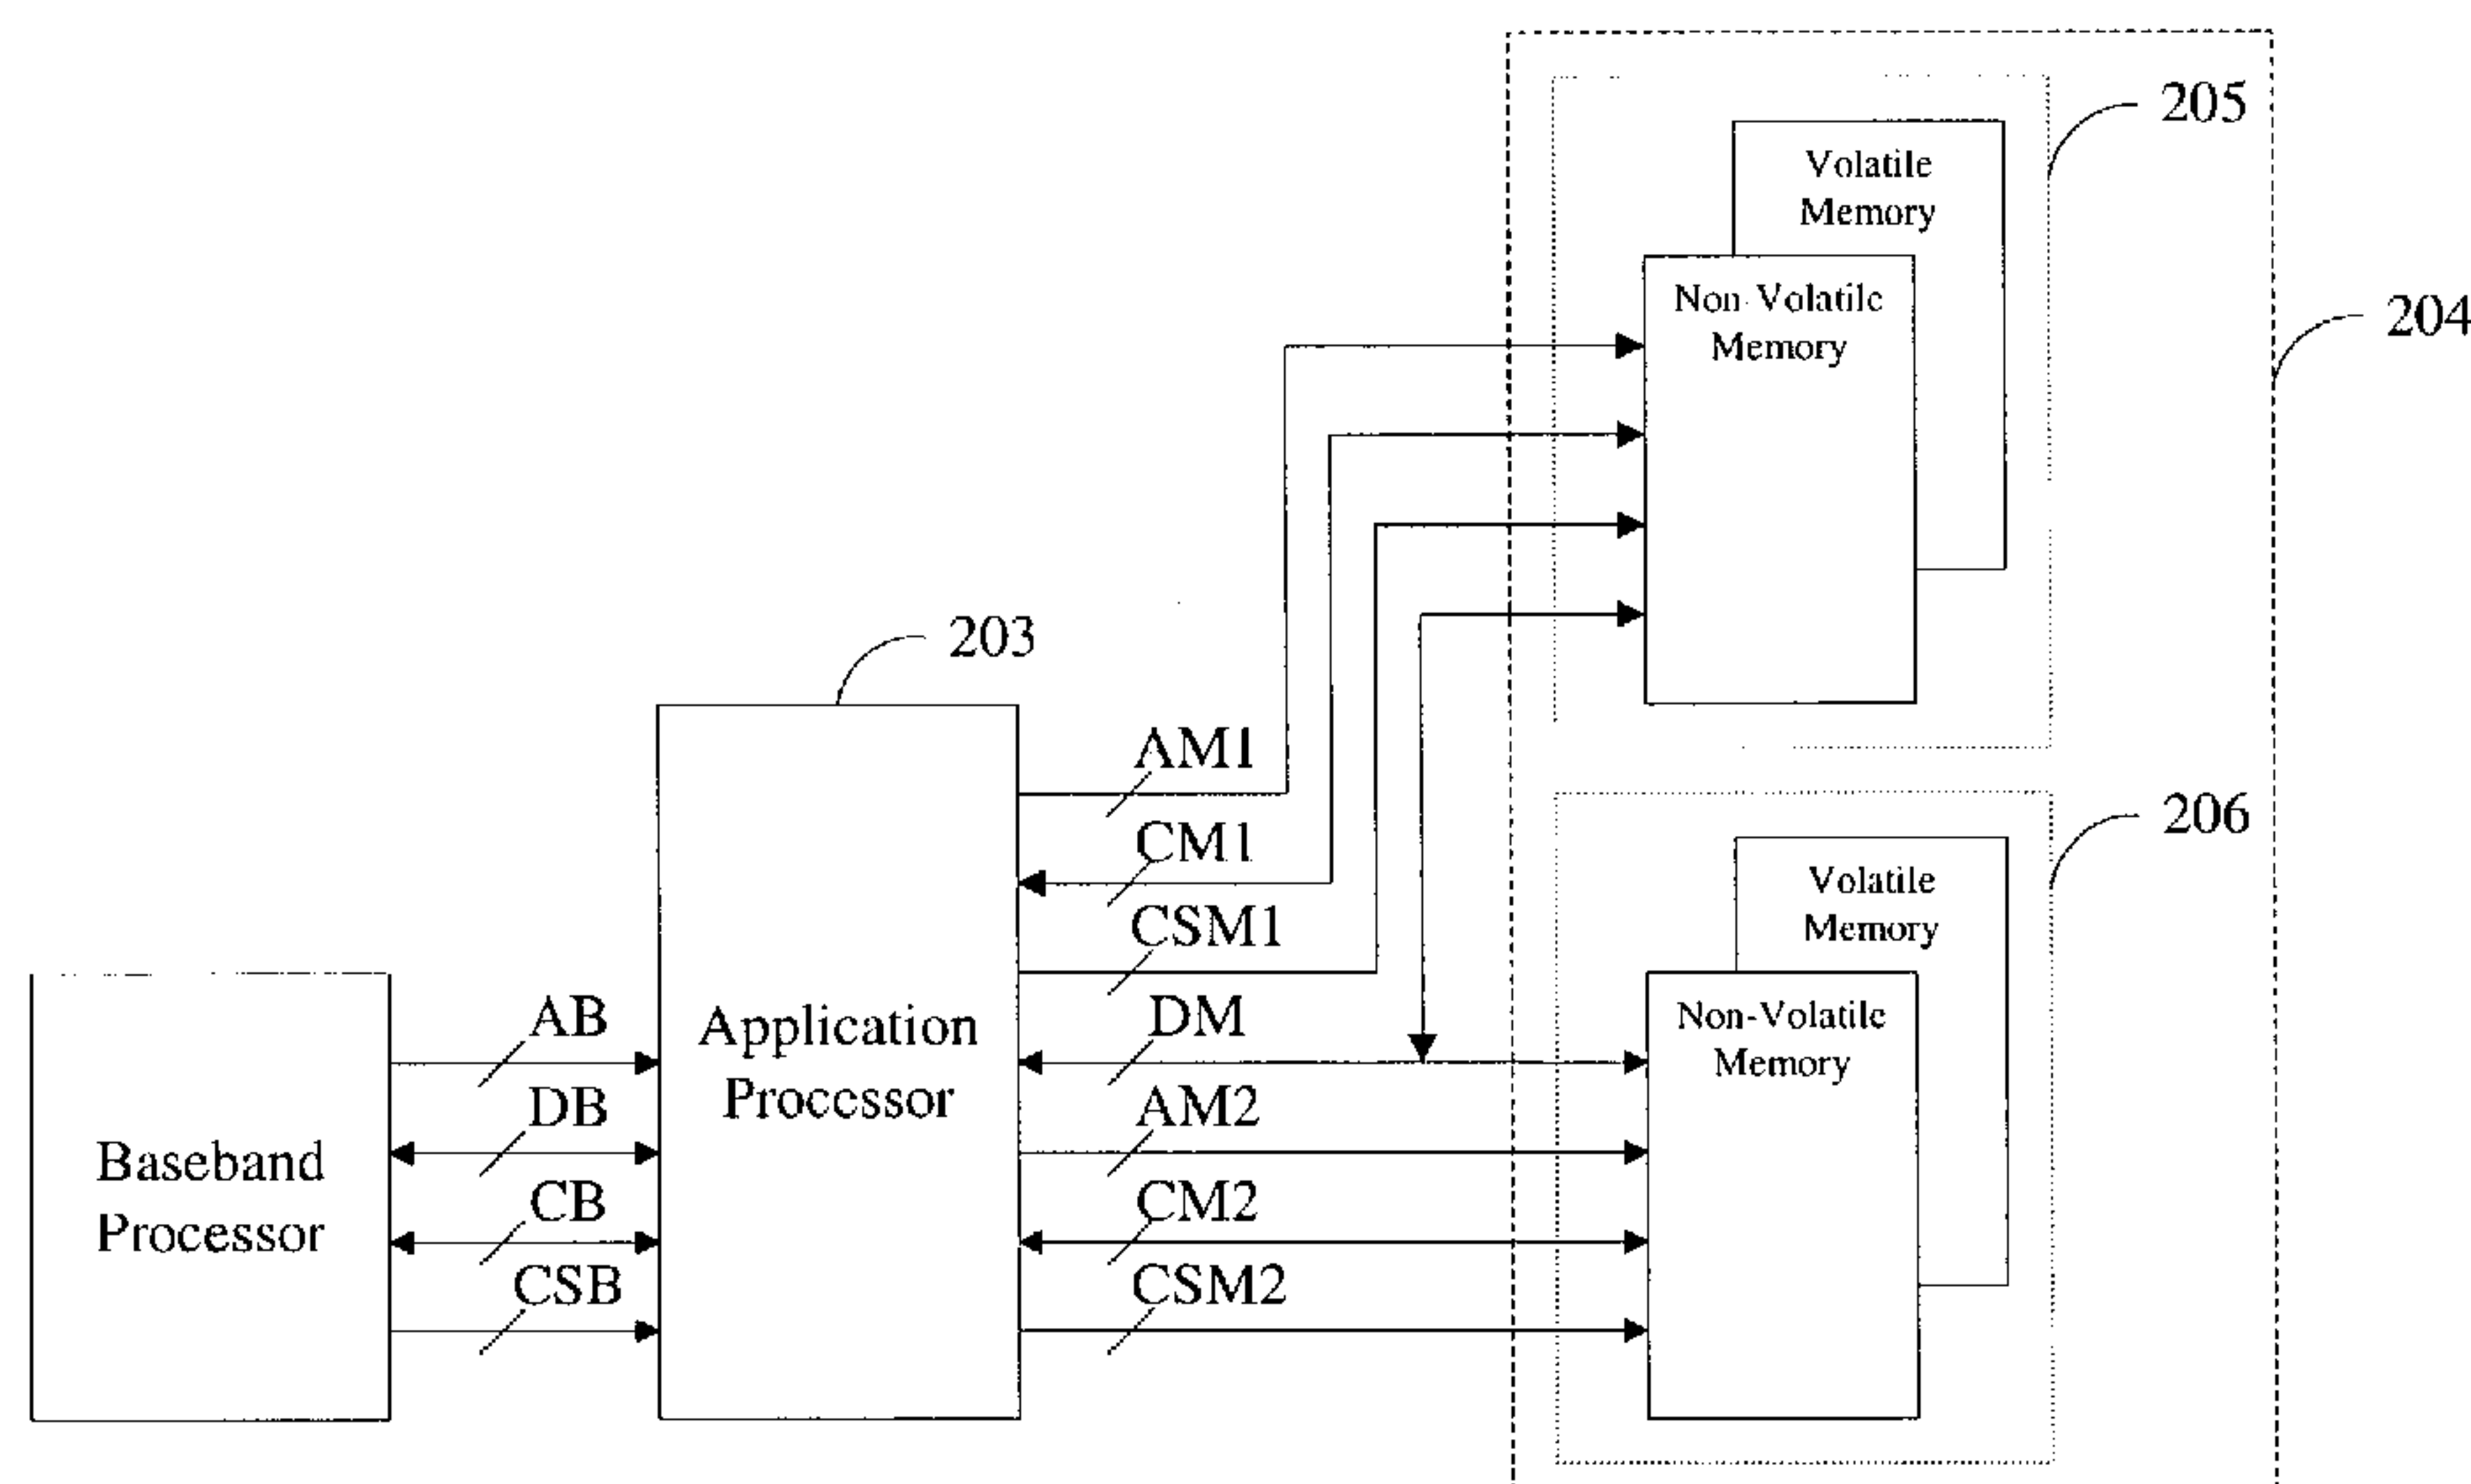 205
Volatile
Memory
Non-Volatile
Memory
204
203
AM1
CM1
CSM1
206
Volatile
Memory
Non-Volatile
Memory
AB
DM
Application
Processor
DB
AM2
Baseband
Processor
CB
CM2
CSB
CSM2